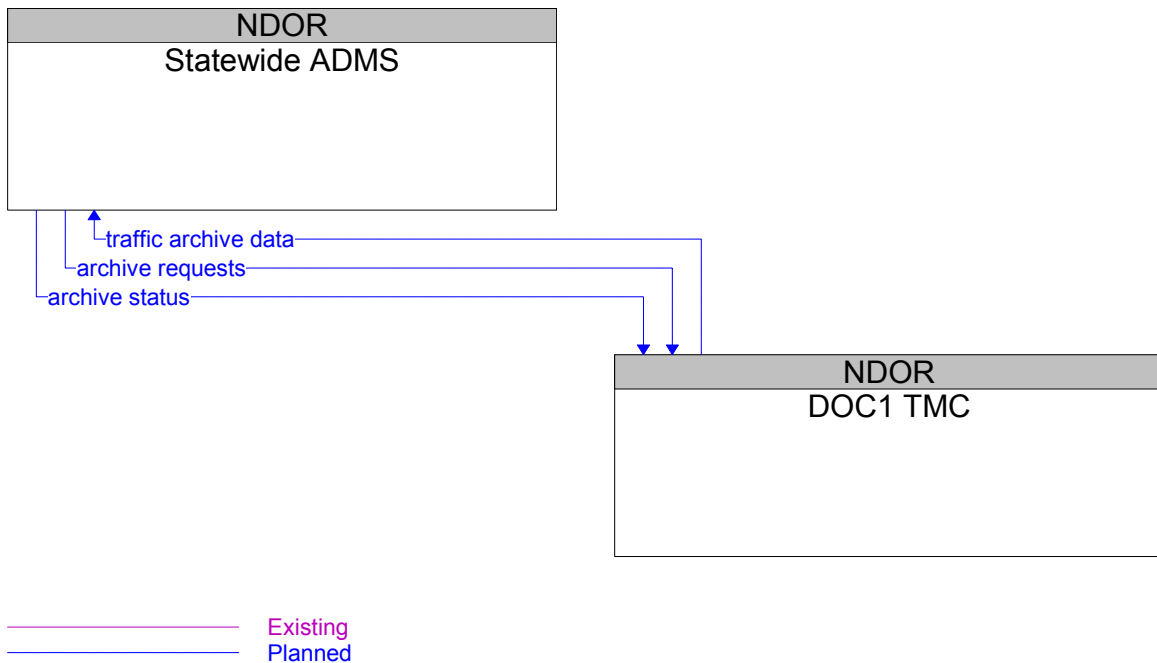 NDOR
Statewide ADMS
traffic archive data
archive requests
archive status
NDOR
DOC1 TMC
Existing
Planned